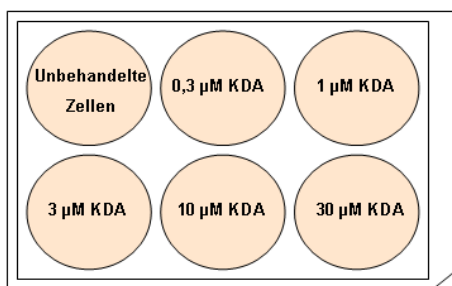 Unbehandelte
Zellen
0,3 µM KDA
1 µM KDA
3 µM KDA
10 µM KDA
30 µM KDA